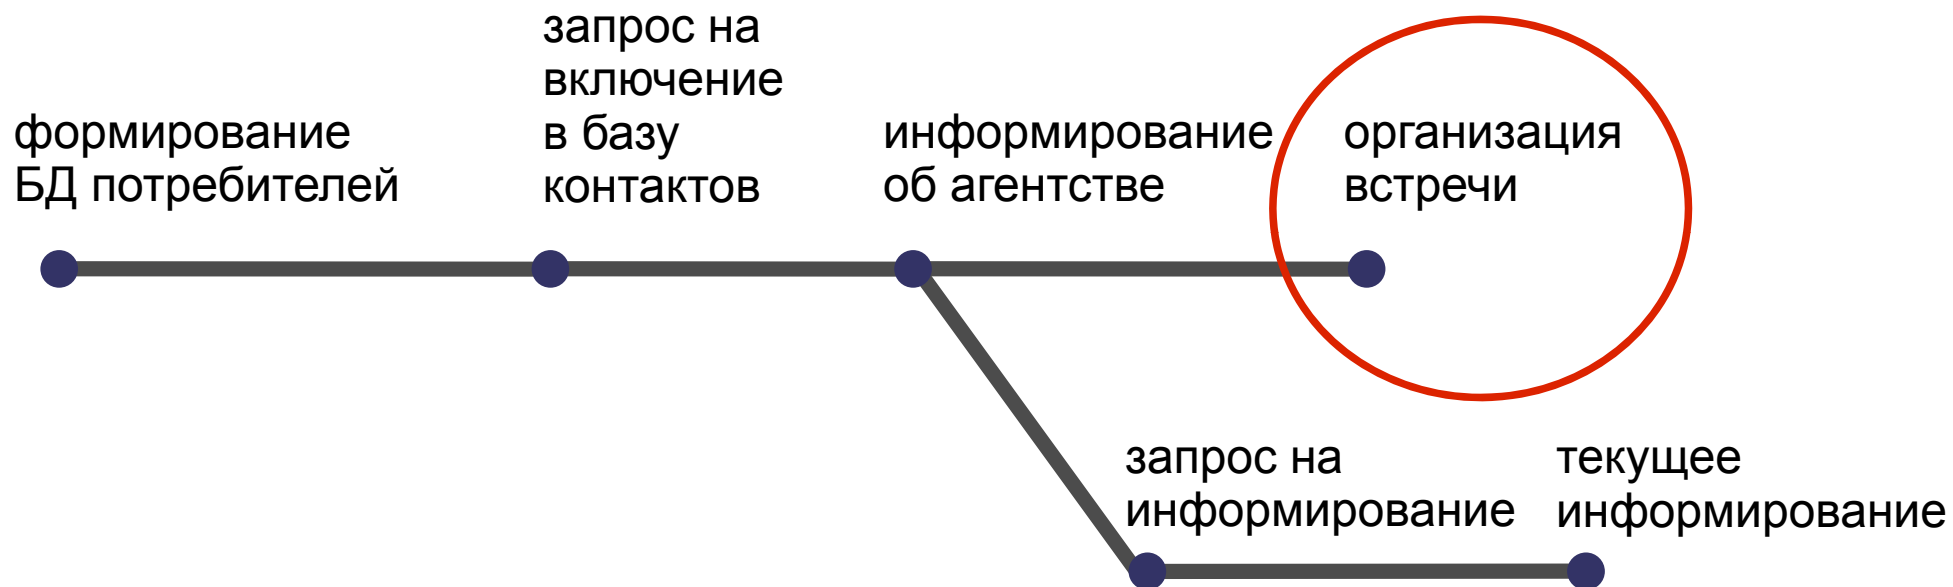 формирование
БД потребителей
запрос на
включение
в базу
контактов
информирование
об агентстве
организация
встречи
запрос на
информирование
текущее
информирование